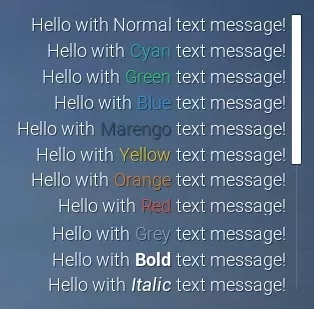 Hello with Normal text message!
Hello with Cyan text message!
Hello with Green text message!
Hello with Blue text message!
Hello with Marengo text message!
Hello with Yellow text message!
Hello with Orange text message!
Hello with Red text message!
Hello with Grey text message!
Hello with Bold text message!
Hello with Italic text message!